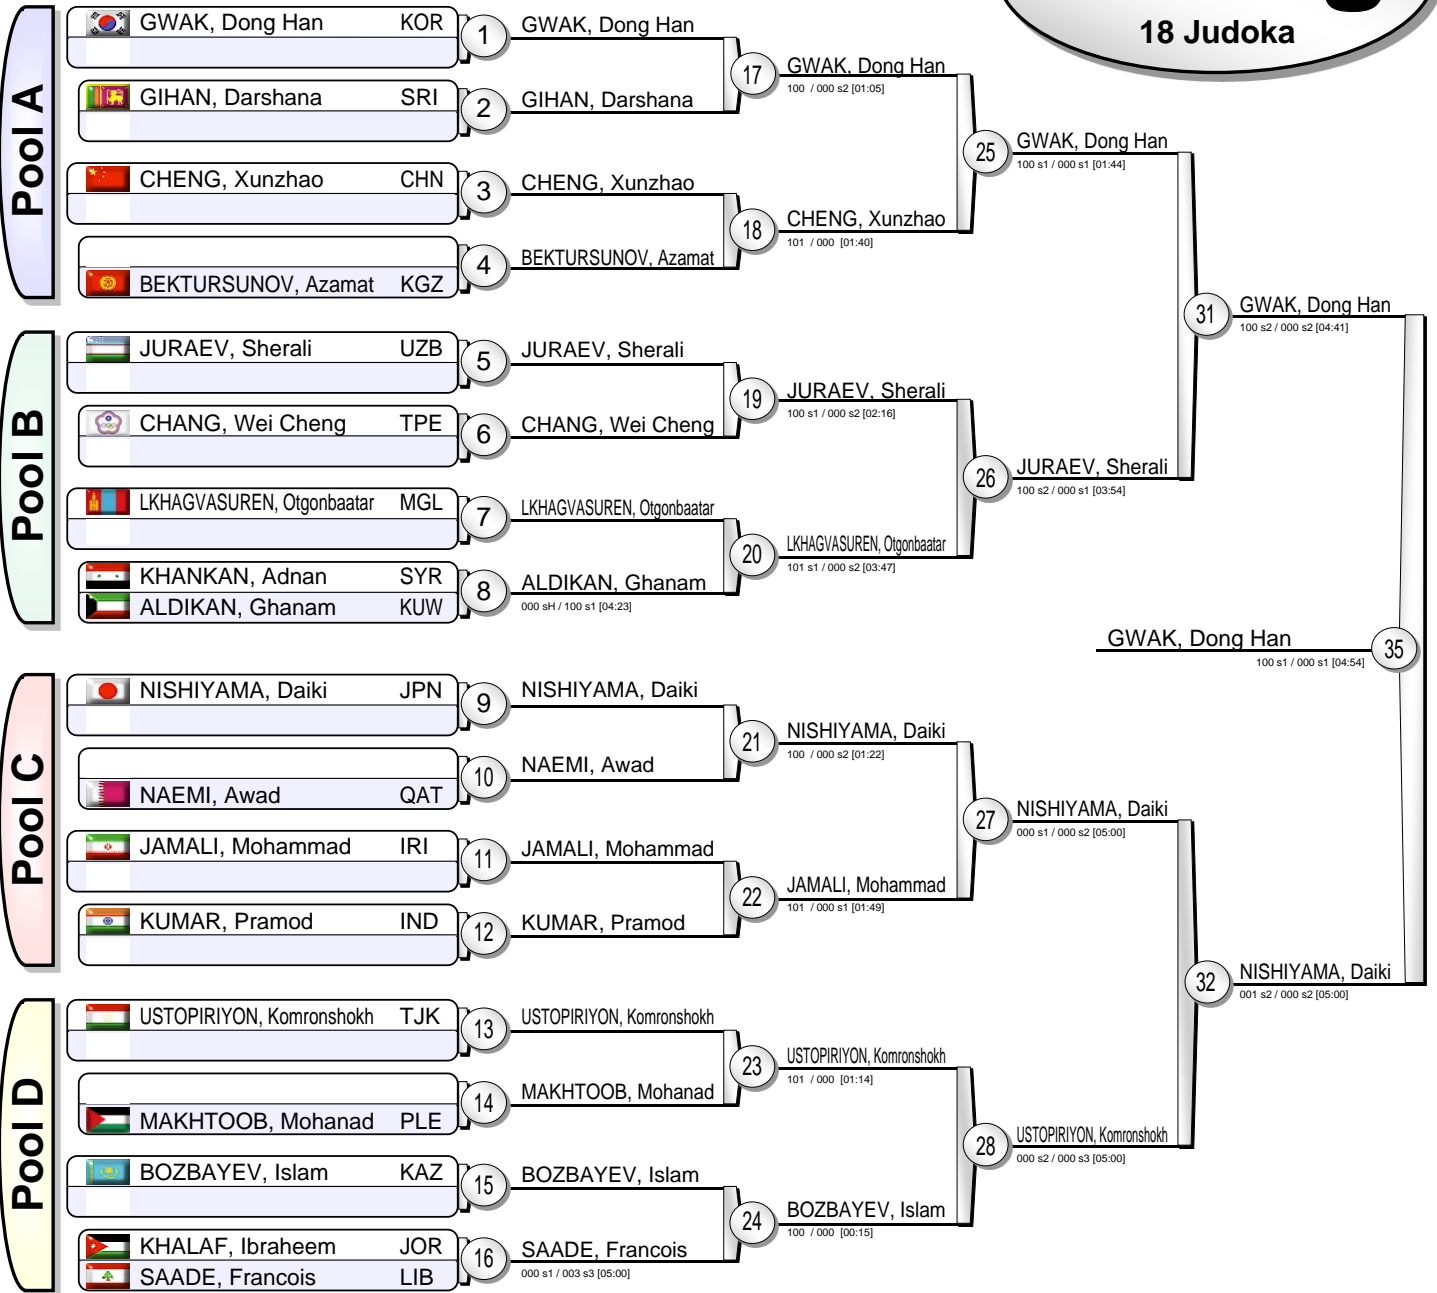 18 Judoka
Pool A
GWAK, Dong Han KOR
1
GWAK, Dong Han
GIHAN, Darshana SRI
2
GIHAN, Darshana
17
GWAK, Dong Han
100 / 000 s2 [01:05]
CHENG, Xunzhao CHN
3
CHENG, Xunzhao
BEKTURSUNOV, Azamat KGZ
4
BEKTURSUNOV, Azamat
18
CHENG, Xunzhao
101 / 000 [01:40]
25
GWAK, Dong Han
100 s1 / 000 s1 [01:44]
Pool B
JURAEV, Sherali UZB
5
JURAEV, Sherali
CHANG, Wei Cheng TPE
6
CHANG, Wei Cheng
19
JURAEV, Sherali
100 s1 / 000 s2 [02:16]
LKHAGVASUREN, Otgonbaatar MGL
7
LKHAGVASUREN, Otgonbaatar
KHANKAN, Adnan SYR
ALDIKAN, Ghanam KUW
8
ALDIKAN, Ghanam
000 sH / 100 s1 [04:23]
20
LKHAGVASUREN, Otgonbaatar
101 s1 / 000 s2 [03:47]
26
JURAEV, Sherali
100 s2 / 000 s1 [03:54]
31
GWAK, Dong Han
100 s2 / 000 s2 [04:41]
GWAK, Dong Han
100 s1 / 000 s1 [04:54]
35
Pool C
NISHIYAMA, Daiki JPN
9
NISHIYAMA, Daiki
NAEMI, Awad QAT
10
NAEMI, Awad
21
NISHIYAMA, Daiki
100 / 000 s2 [01:22]
JAMALI, Mohammad IRI
11
JAMALI, Mohammad
KUMAR, Pramod IND
12
KUMAR, Pramod
22
JAMALI, Mohammad
101 / 000 s1 [01:49]
27
NISHIYAMA, Daiki
000 s1 / 000 s2 [05:00]
Pool D
USTOPIRIYON, Komronshokh TJK
13
USTOPIRIYON, Komronshokh
MAKHTOOB, Mohanad PLE
14
MAKHTOOB, Mohanad
23
USTOPIRIYON, Komronshokh
101 / 000 [01:14]
BOZBAYEV, Islam KAZ
15
BOZBAYEV, Islam
KHALAF, Ibraheem JOR
SAADE, Francois LIB
16
SAADE, Francois
000 s1 / 003 s3 [05:00]
24
BOZBAYEV, Islam
100 / 000 [00:15]
28
USTOPIRIYON, Komronshokh
000 s2 / 000 s3 [05:00]
32
NISHIYAMA, Daiki
001 s2 / 000 s2 [05:00]